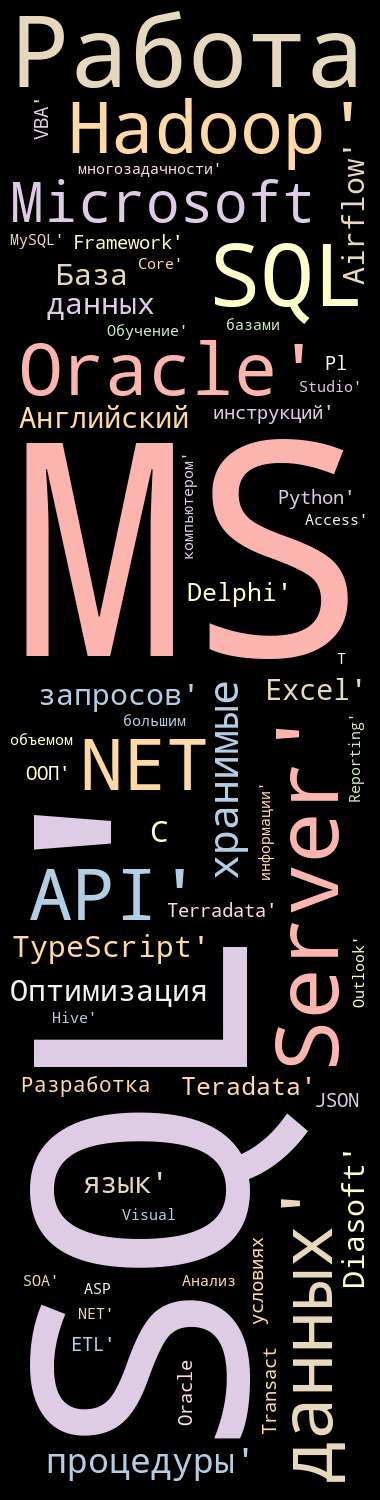 Работа
VBA'
Hadoop'
многозадачности'
Airflow'
Microsoft
MySQL'
Framework'
SQL
Core'
База
данных
Обучение'
базами
Oracle'
Pl
Studio'
Английский
инструкций'
MS
компьютером'
Python'
Access'
Delphi'
T
запросов'
Excel'
большим
хранимые
Reporting'
объемом
NET
ООП'
Server'
информации'
C
API'
Terradata'
TypeScript'
Outlook'
Оптимизация
Hive'
SQL'
Разработка
Teradata'
JSON
Diasoft'
язык'
Visual
данных'
условиях
SOA'
ASP
Анализ
NET'
ETL'
Transact
Oracle
процедуры'